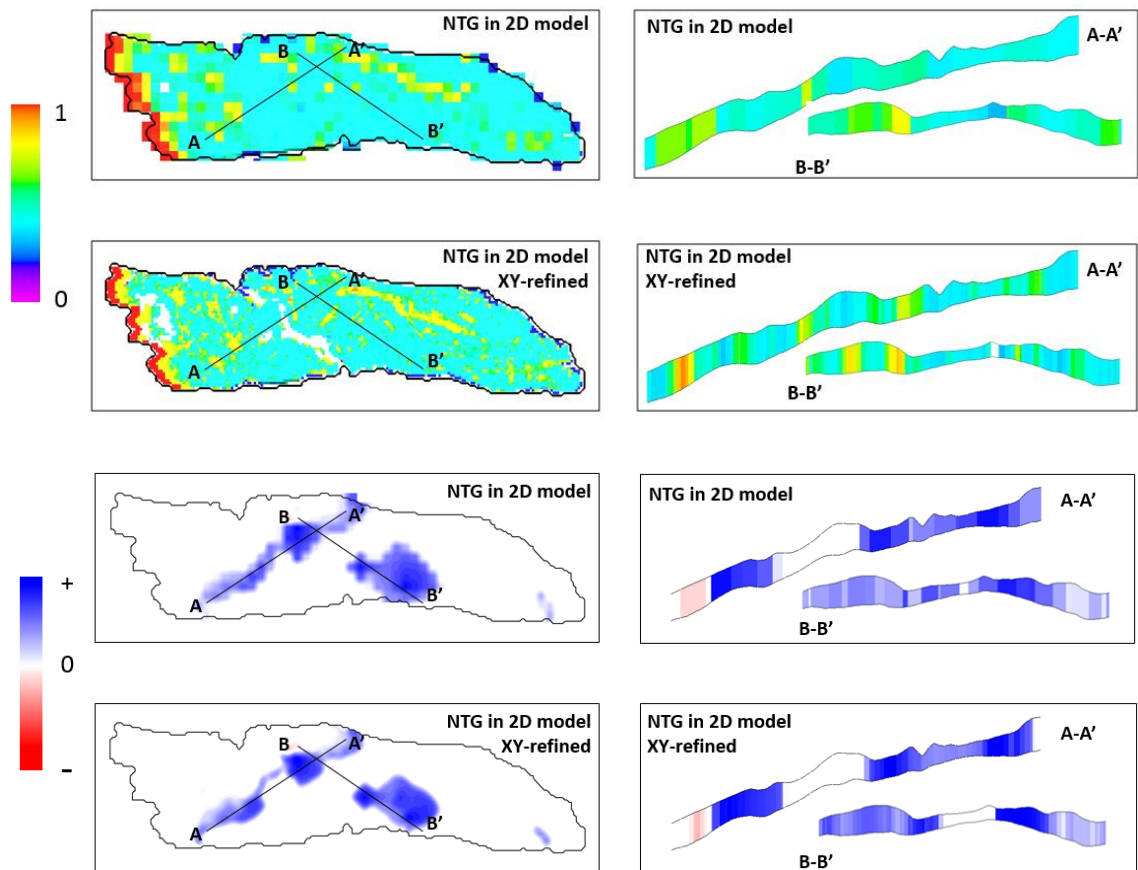 NTG in 2D model
B
A'
A
B'
NTG in 2D model
A-A'
B-B'
1
0
NTG in 2D model
XY-refined
B
A'
A
B'
NTG in 2D model
XY-refined
A-A'
B-B'
NTG in 2D model
B
A'
A
B'
NTG in 2D model
A-A'
B-B'
+
0
-
NTG in 2D model
XY-refined
B
A'
A
B'
NTG in 2D model
XY-refined
A-A'
B-B'